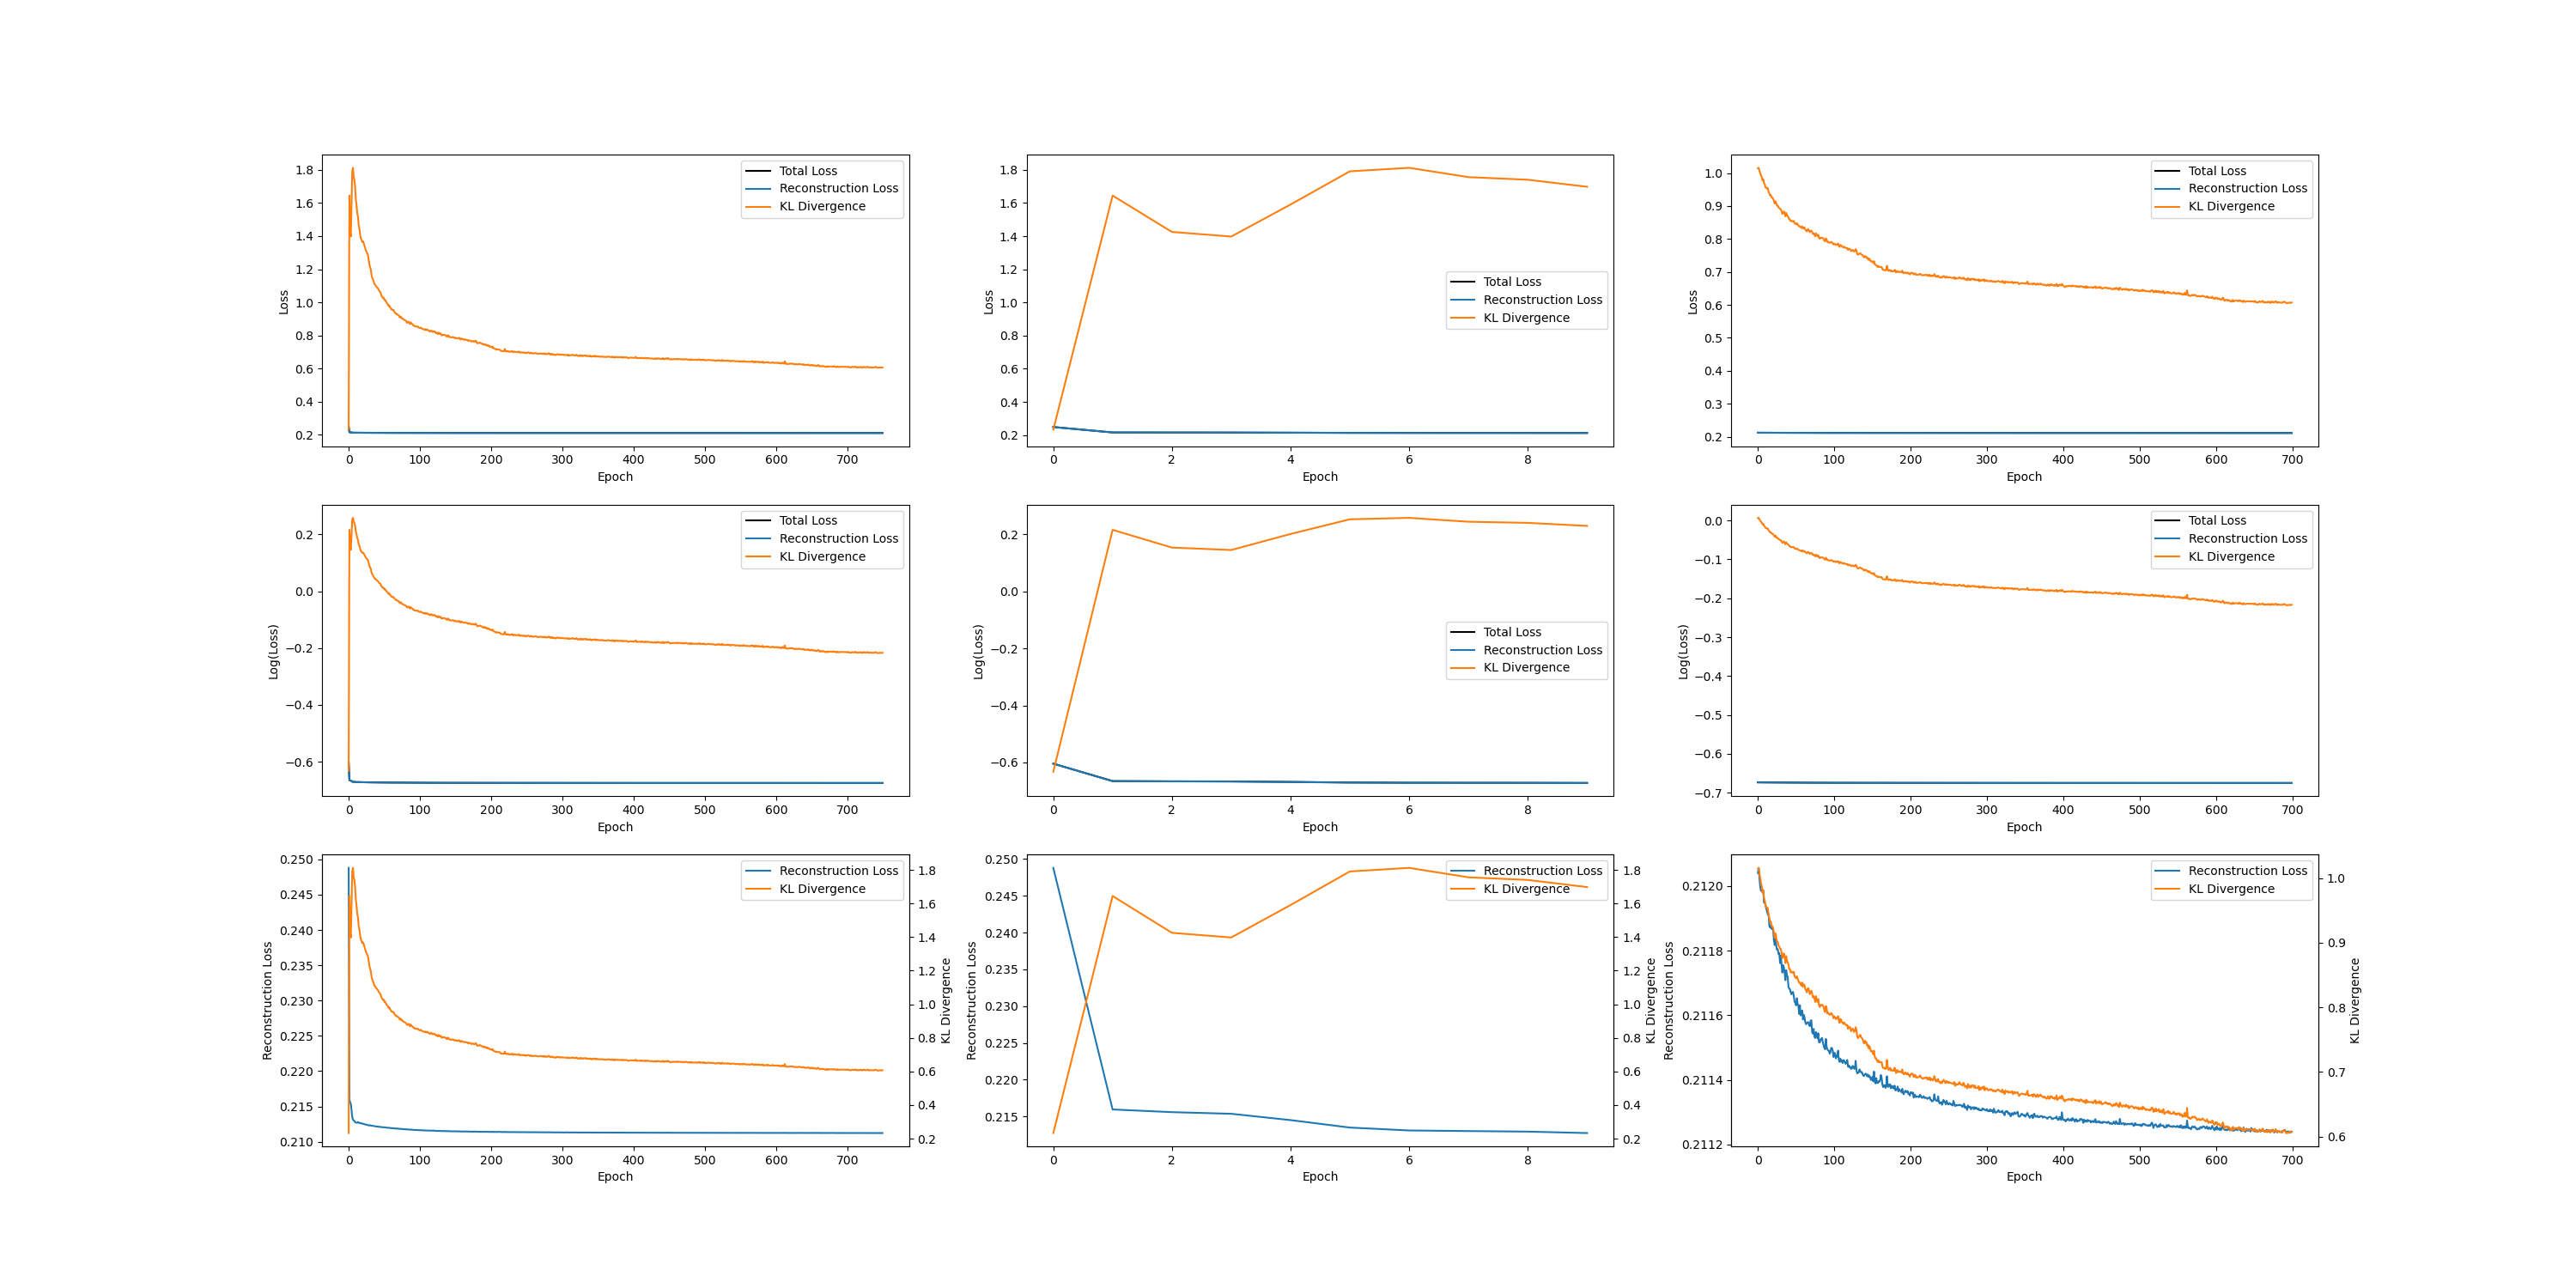 Loss
1.8
1.6
1.4
1.2
1.0
0.8
0.6
0.4
0.2
Total Loss
Reconstruction Loss
KL Divergence
0 100 200 300 400 500 600 700
Epoch
Loss
1.8
1.6
1.4
1.2
1.0
0.8
0.6
0.4
0.2
Total Loss
Reconstruction Loss
KL Divergence
0 2 4 6 8
Epoch
Loss
1.0
0.9
0.8
0.7
0.6
0.5
0.4
0.3
0.2
Total Loss
Reconstruction Loss
KL Divergence
0 100 200 300 400 500 600 700
Epoch
Log(Loss)
0.2
0.0
−0.2
−0.4
−0.6
Total Loss
Reconstruction Loss
KL Divergence
0 100 200 300 400 500 600 700
Epoch
Log(Loss)
0.2
0.0
−0.2
−0.4
−0.6
Total Loss
Reconstruction Loss
KL Divergence
0 2 4 6 8
Epoch
Log(Loss)
0.0
−0.1
−0.2
−0.3
−0.4
−0.5
−0.6
−0.7
Total Loss
Reconstruction Loss
KL Divergence
0 100 200 300 400 500 600 700
Epoch
Reconstruction Loss
0.250
0.245
0.240
0.235
0.230
0.225
0.220
0.215
0.210
Reconstruction Loss
KL Divergence
1.8
1.6
1.4
1.2
1.0
0.8
0.6
0.4
0.2
KL Divergence
0 100 200 300 400 500 600 700
Epoch
Reconstruction Loss
0.250
0.245
0.240
0.235
0.230
0.225
0.220
0.215
Reconstruction Loss
KL Divergence
1.8
1.6
1.4
1.2
1.0
0.8
0.6
0.4
0.2
KL Divergence
0 2 4 6 8
Epoch
Reconstruction Loss
0.2120
0.2118
0.2116
0.2114
0.2112
Reconstruction Loss
KL Divergence
1.0
0.9
0.8
0.7
0.6
KL Divergence
0 100 200 300 400 500 600 700
Epoch